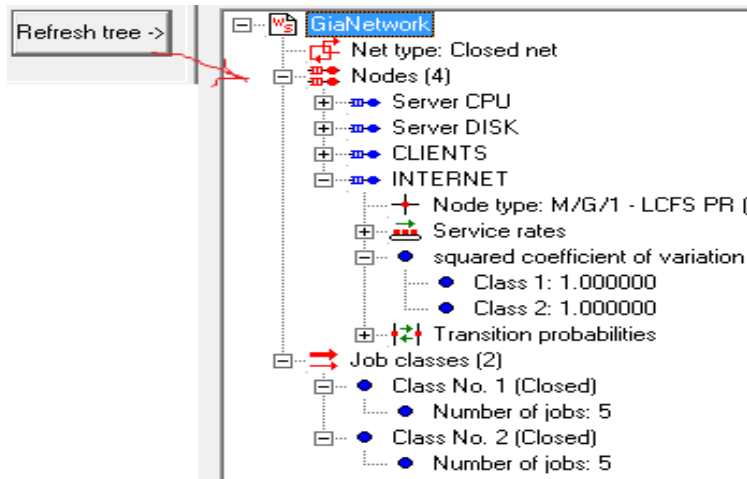 Refresh tree ->
GiaNetwork
Net type: Closed net
Nodes (4)
Server CPU
Server DISK
CLIENTS
INTERNET
Node type: M/G/1 - LCFS PR (
Service rates
squared coefficient of variation
Class 1: 1.000000
Class 2: 1.000000
Transition probabilities
Job classes (2)
Class No. 1 (Closed)
Number of jobs: 5
Class No. 2 (Closed)
Number of jobs: 5